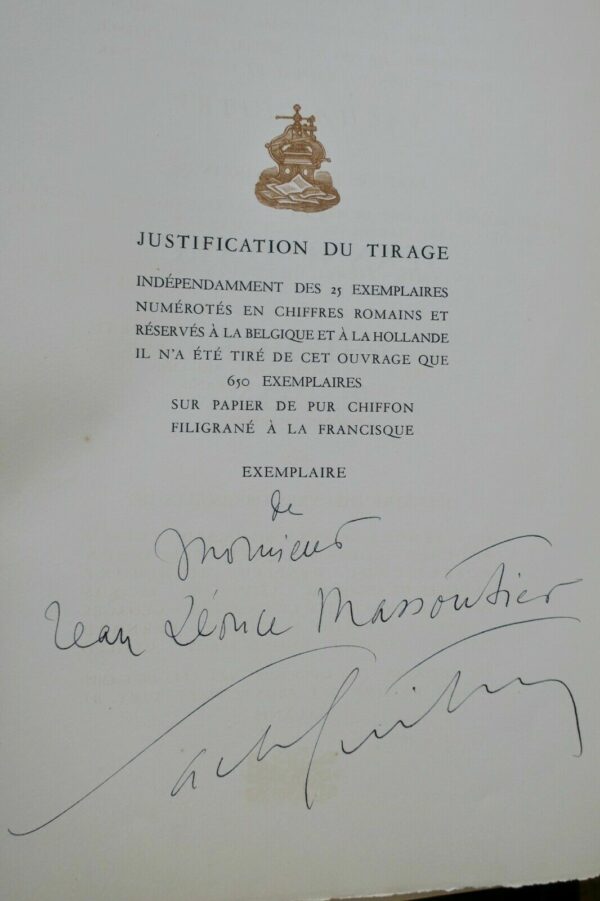 JUSTIFICATION DU TIRAGE
INDÉPENDAMMENT DES 25 EXEMPLAIRES
NUMÉROTÉS EN CHIFFRES ROMAINS ET
RÉSERVÉS À LA BELGIQUE ET À LA HOLLANDE
IL N'A ÉTÉ TIRÉ DE CET OUVRAGE QUE
650 EXEMPLAIRES
SUR PAPIER DE PUR CHIFFON
FILIGRANÉ À LA FRANCISQUE
EXEMPLAIRE
de
Monsieur
Jean Léonce Massoutier
Sacha Guitry